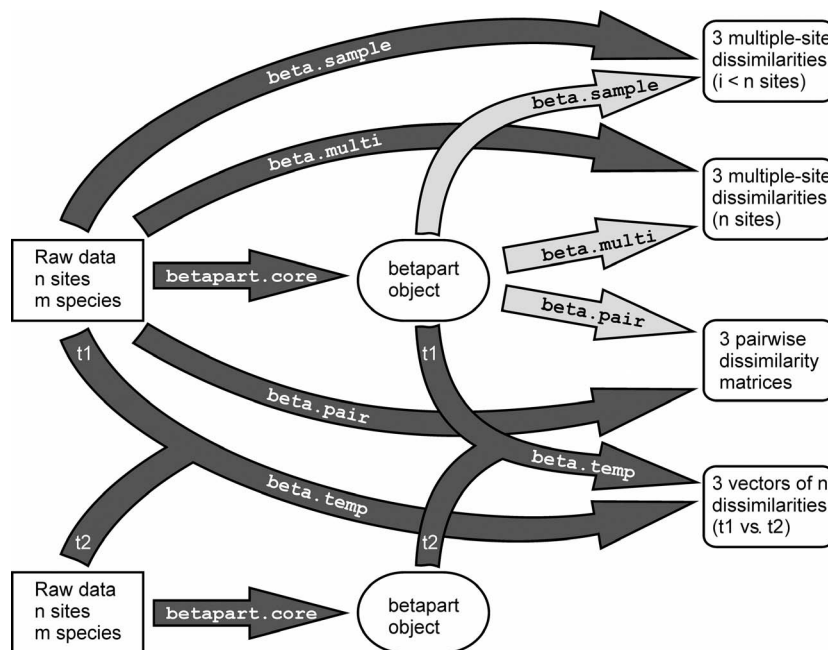 beta.sample
3 multiple-site
dissimilarities
(i < n sites)
beta.sample
beta.multi
3 multiple-site
dissimilarities
(n sites)
Raw data
n sites
m species
betapart.core
betapart
object
beta.multi
beta.pair
t1
t1
3 pairwise
dissimilarity
matrices
beta.pair
beta.temp
beta.temp
3 vectors of n
dissimilarities
(t1 vs. t2)
t2
t2
Raw data
n sites
m species
betapart.core
betapart
object